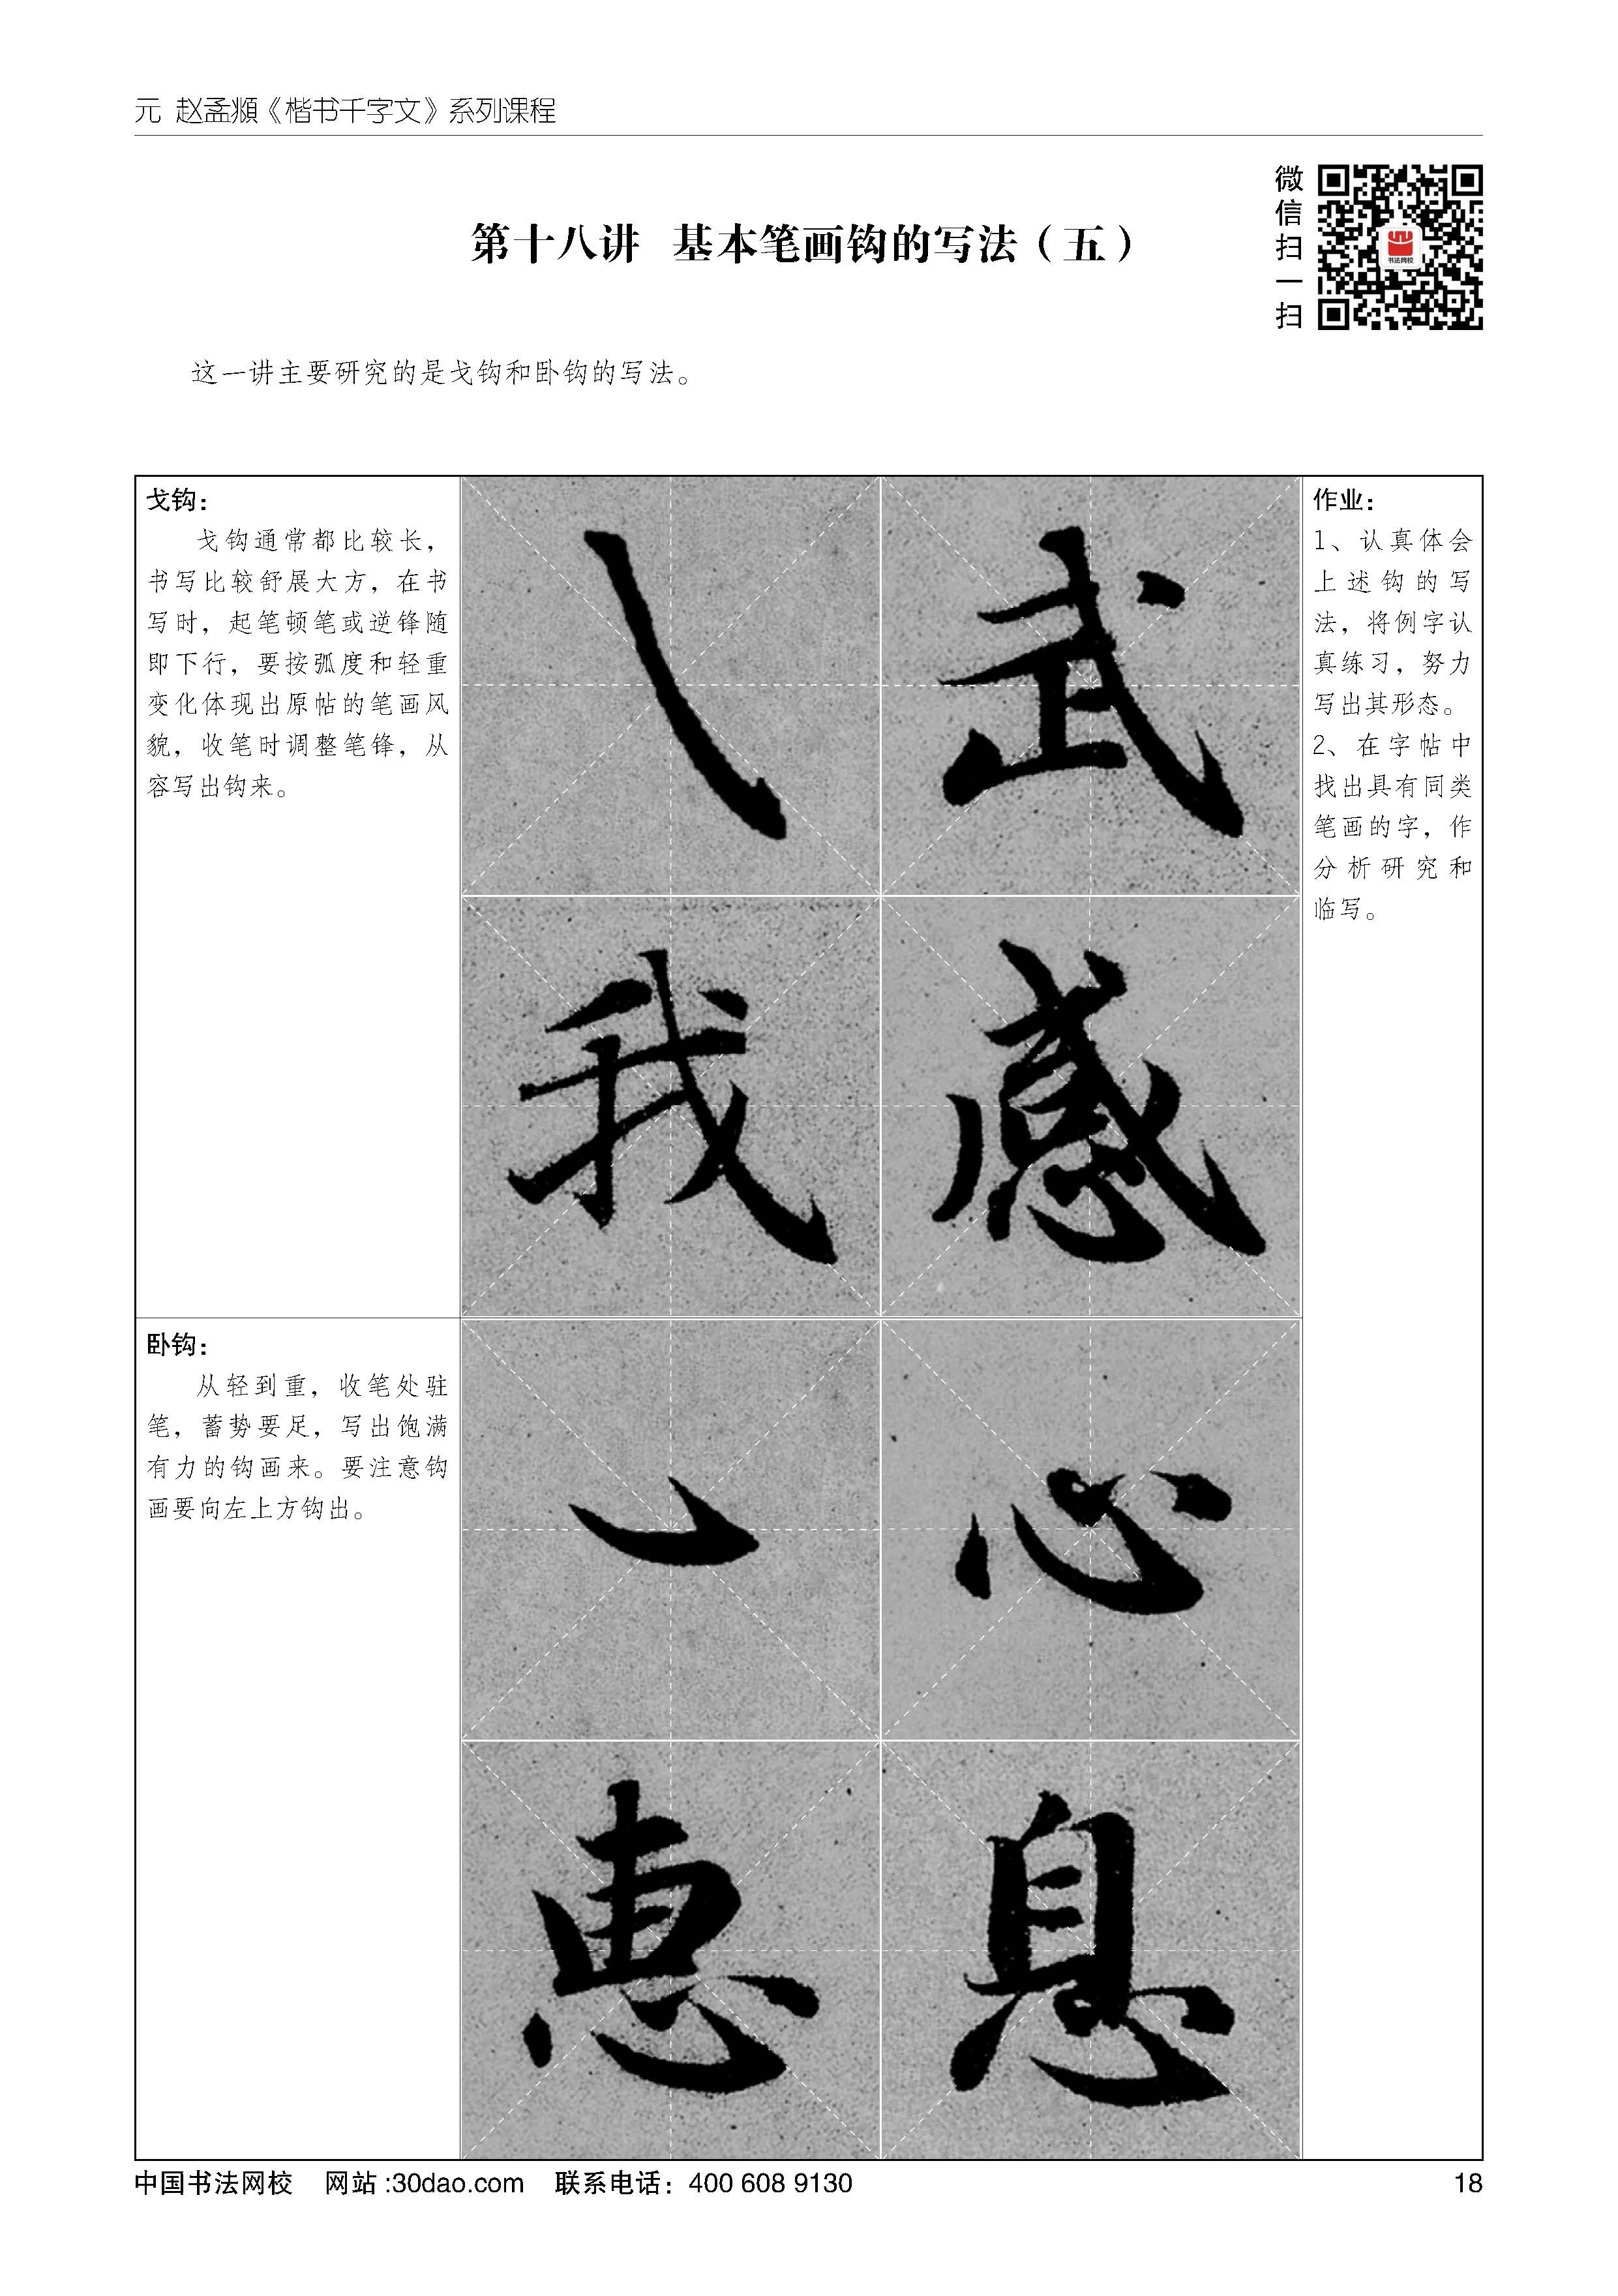 元 赵孟頫《楷书千字文》系列课程
微信扫一扫
书法网校
第十八讲 基本笔画钩的写法（五）
这一讲主要研究的是戈钩和卧钩的写法。
戈钩：
戈钩通常都比较长，
书写比较舒展大方，在书
写时，起笔顿笔或逆锋随
即下行，要按弧度和轻重
变化体现出原帖的笔画风
貌，收笔时调整笔锋，从
容写出钩来。
武
我 感
卧钩：
从轻到重，收笔处驻
笔，蓄势要足，写出饱满
有力的钩画来。要注意钩
画要向左上方钩出。
心
恵 息
作业：
1、认真体会
上述钩的写
法，将例字认
真练习，努力
写出其形态。
2、在字帖中
找出具有同类
笔画的字，作
分析研究和
临写。
中国书法网校 网站 :30dao.com 联系电话：400 608 9130
18